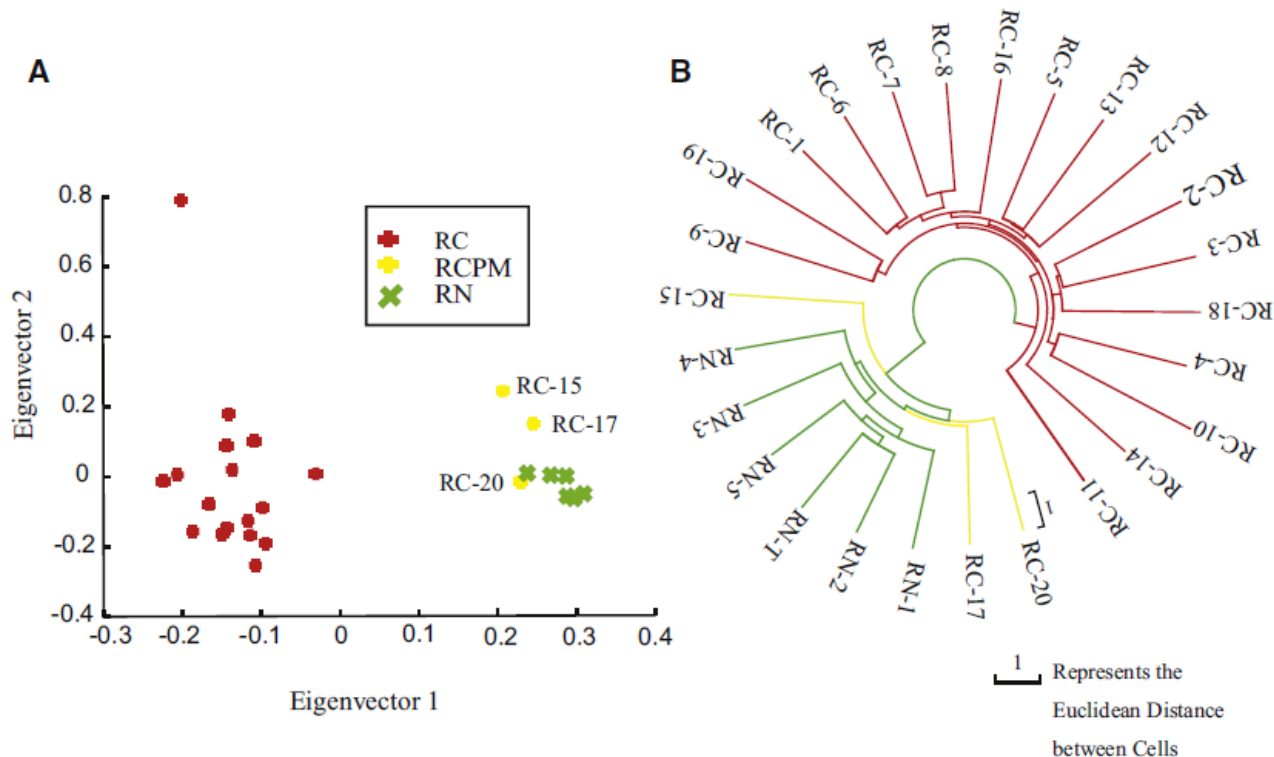 A
B
0.8
0.6
0.4
0.2
0
-0.2
-0.4
-0.3
-0.2
-0.1
0
0.1
0.2
0.3
0.4
Eigenvector 2
Eigenvector 1
RC
RCPM
RN
RC-15
RC-17
RC-20
RC-9
RC-19
RC-1
RC-6
RC-7
RC-8
RC-16
RC-5
RC-13
RC-12
RC-2
RC-3
RC-18
RC-4
RC-10
RC-14
RC-11
RC-20
RC-17
RN-1
RN-2
RN-T
RN-5
RN-3
RN-4
RC-15
1
1
Represents the
Euclidean Distance
between Cells